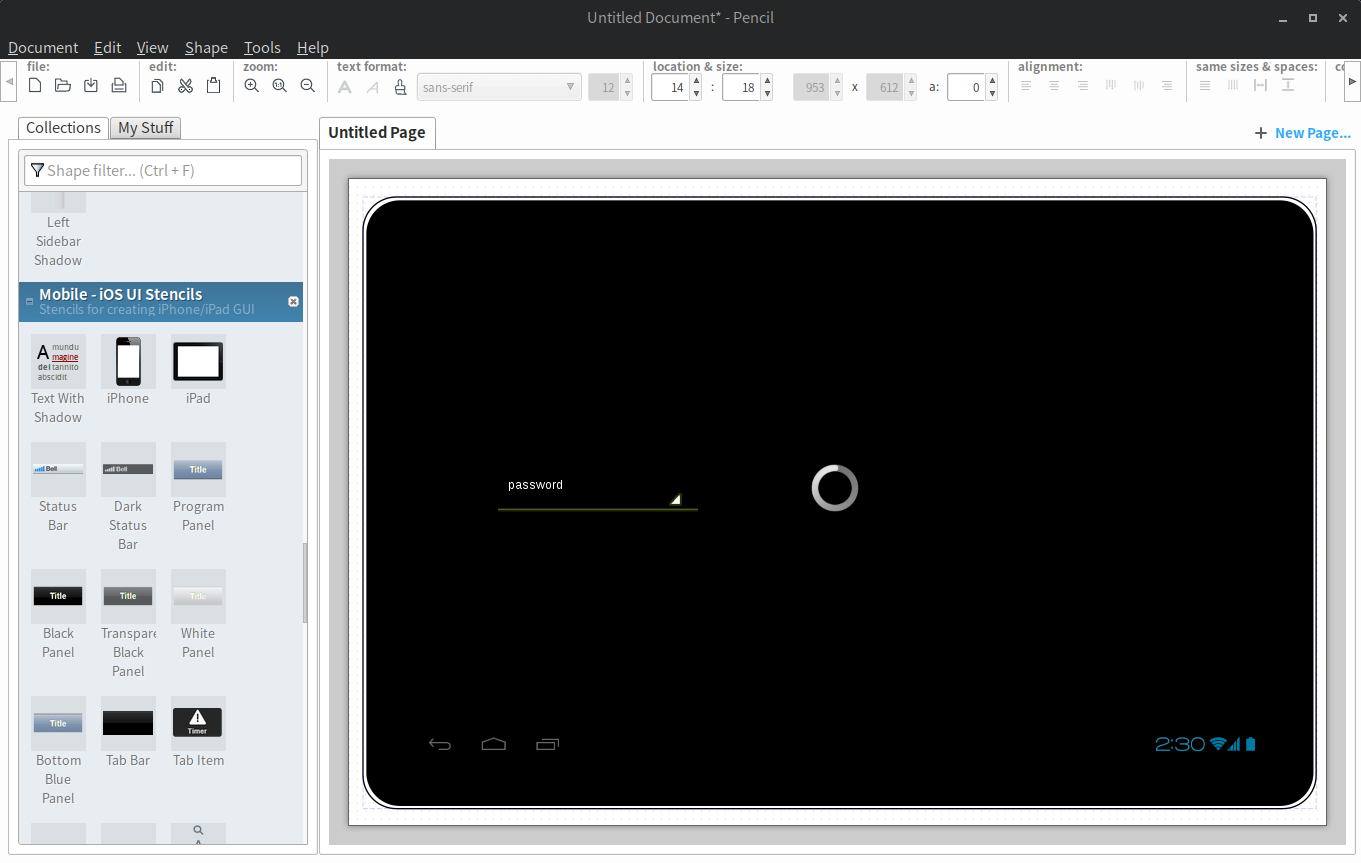 Untitled Document* - Pencil
Document Edit View Shape Tools Help
file: edit: zoom: text format: location & size: alignment: same sizes & spaces:
sans-serif 12 14 : 18 953 x 612 a: 0
Collections My Stuff
Untitled Page
+ New Page...
Shape filter... (Ctrl + F)
Left
Sidebar
Shadow
Mobile - iOS UI Stencils
Stencils for creating iPhone/iPad GUI
A mundu
magine
del tannito
abscidit
Text With
Shadow
iPhone
iPad
Bell
Bell
Title
Status
Bar
Dark
Status
Bar
Program
Panel
Title
Title
Title
Black
Panel
Transpare
Black
Panel
White
Panel
Title
Timer
Bottom
Blue
Panel
Tab Bar
Tab Item
password
2:30